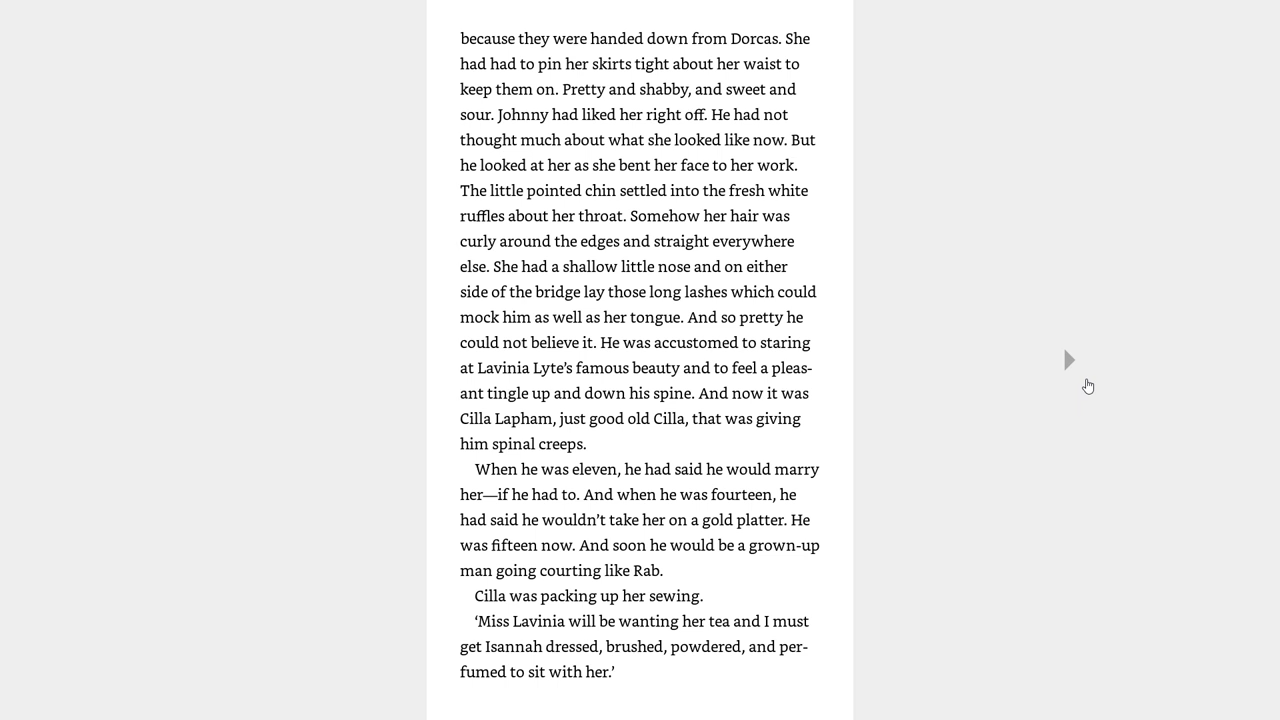 because they were handed down from Dorcas. She
had had to pin her skirts tight about her waist to
keep them on. Pretty and shabby, and sweet and
sour. Johnny had liked her right off. He had not
thought much about what she looked like now. But
he looked at her as she bent her face to her work.
The little pointed chin settled into the fresh white
ruffles about her throat. Somehow her hair was
curly around the edges and straight everywhere
else. She had a shallow little nose and on either
side of the bridge lay those long lashes which could
mock him as well as her tongue. And so pretty he
could not believe it. He was accustomed to staring
at Lavinia Lyte’s famous beauty and to feel a pleas-
ant tingle up and down his spine. And now it was
Cilla Lapham, just good old Cilla, that was giving
him spinal creeps.
When he was eleven, he had said he would marry
her—if he had to. And when he was fourteen, he
had said he wouldn’t take her on a gold platter. He
was fifteen now. And soon he would be a grown-up
man going courting like Rab.
Cilla was packing up her sewing.
‘Miss Lavinia will be wanting her tea and I must
get Isannah dressed, brushed, powdered, and per-
fumed to sit with her.’